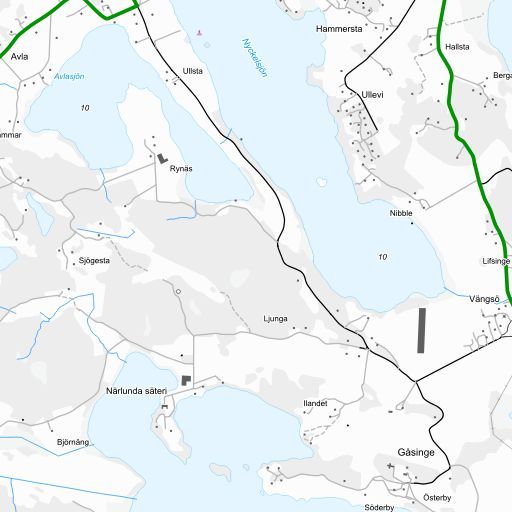 Hammersta
Hallsta
Nyckelsjön
Avla
Avlasjön
Ullsta
Berga
Ullevi
10
Rynäs
Nibble
10
Sjögesta
Lifsinge
Vängsö
Ljunga
Närlunda säteri
Ilandet
Björnäng
Gåsinge
Österby
Söderby